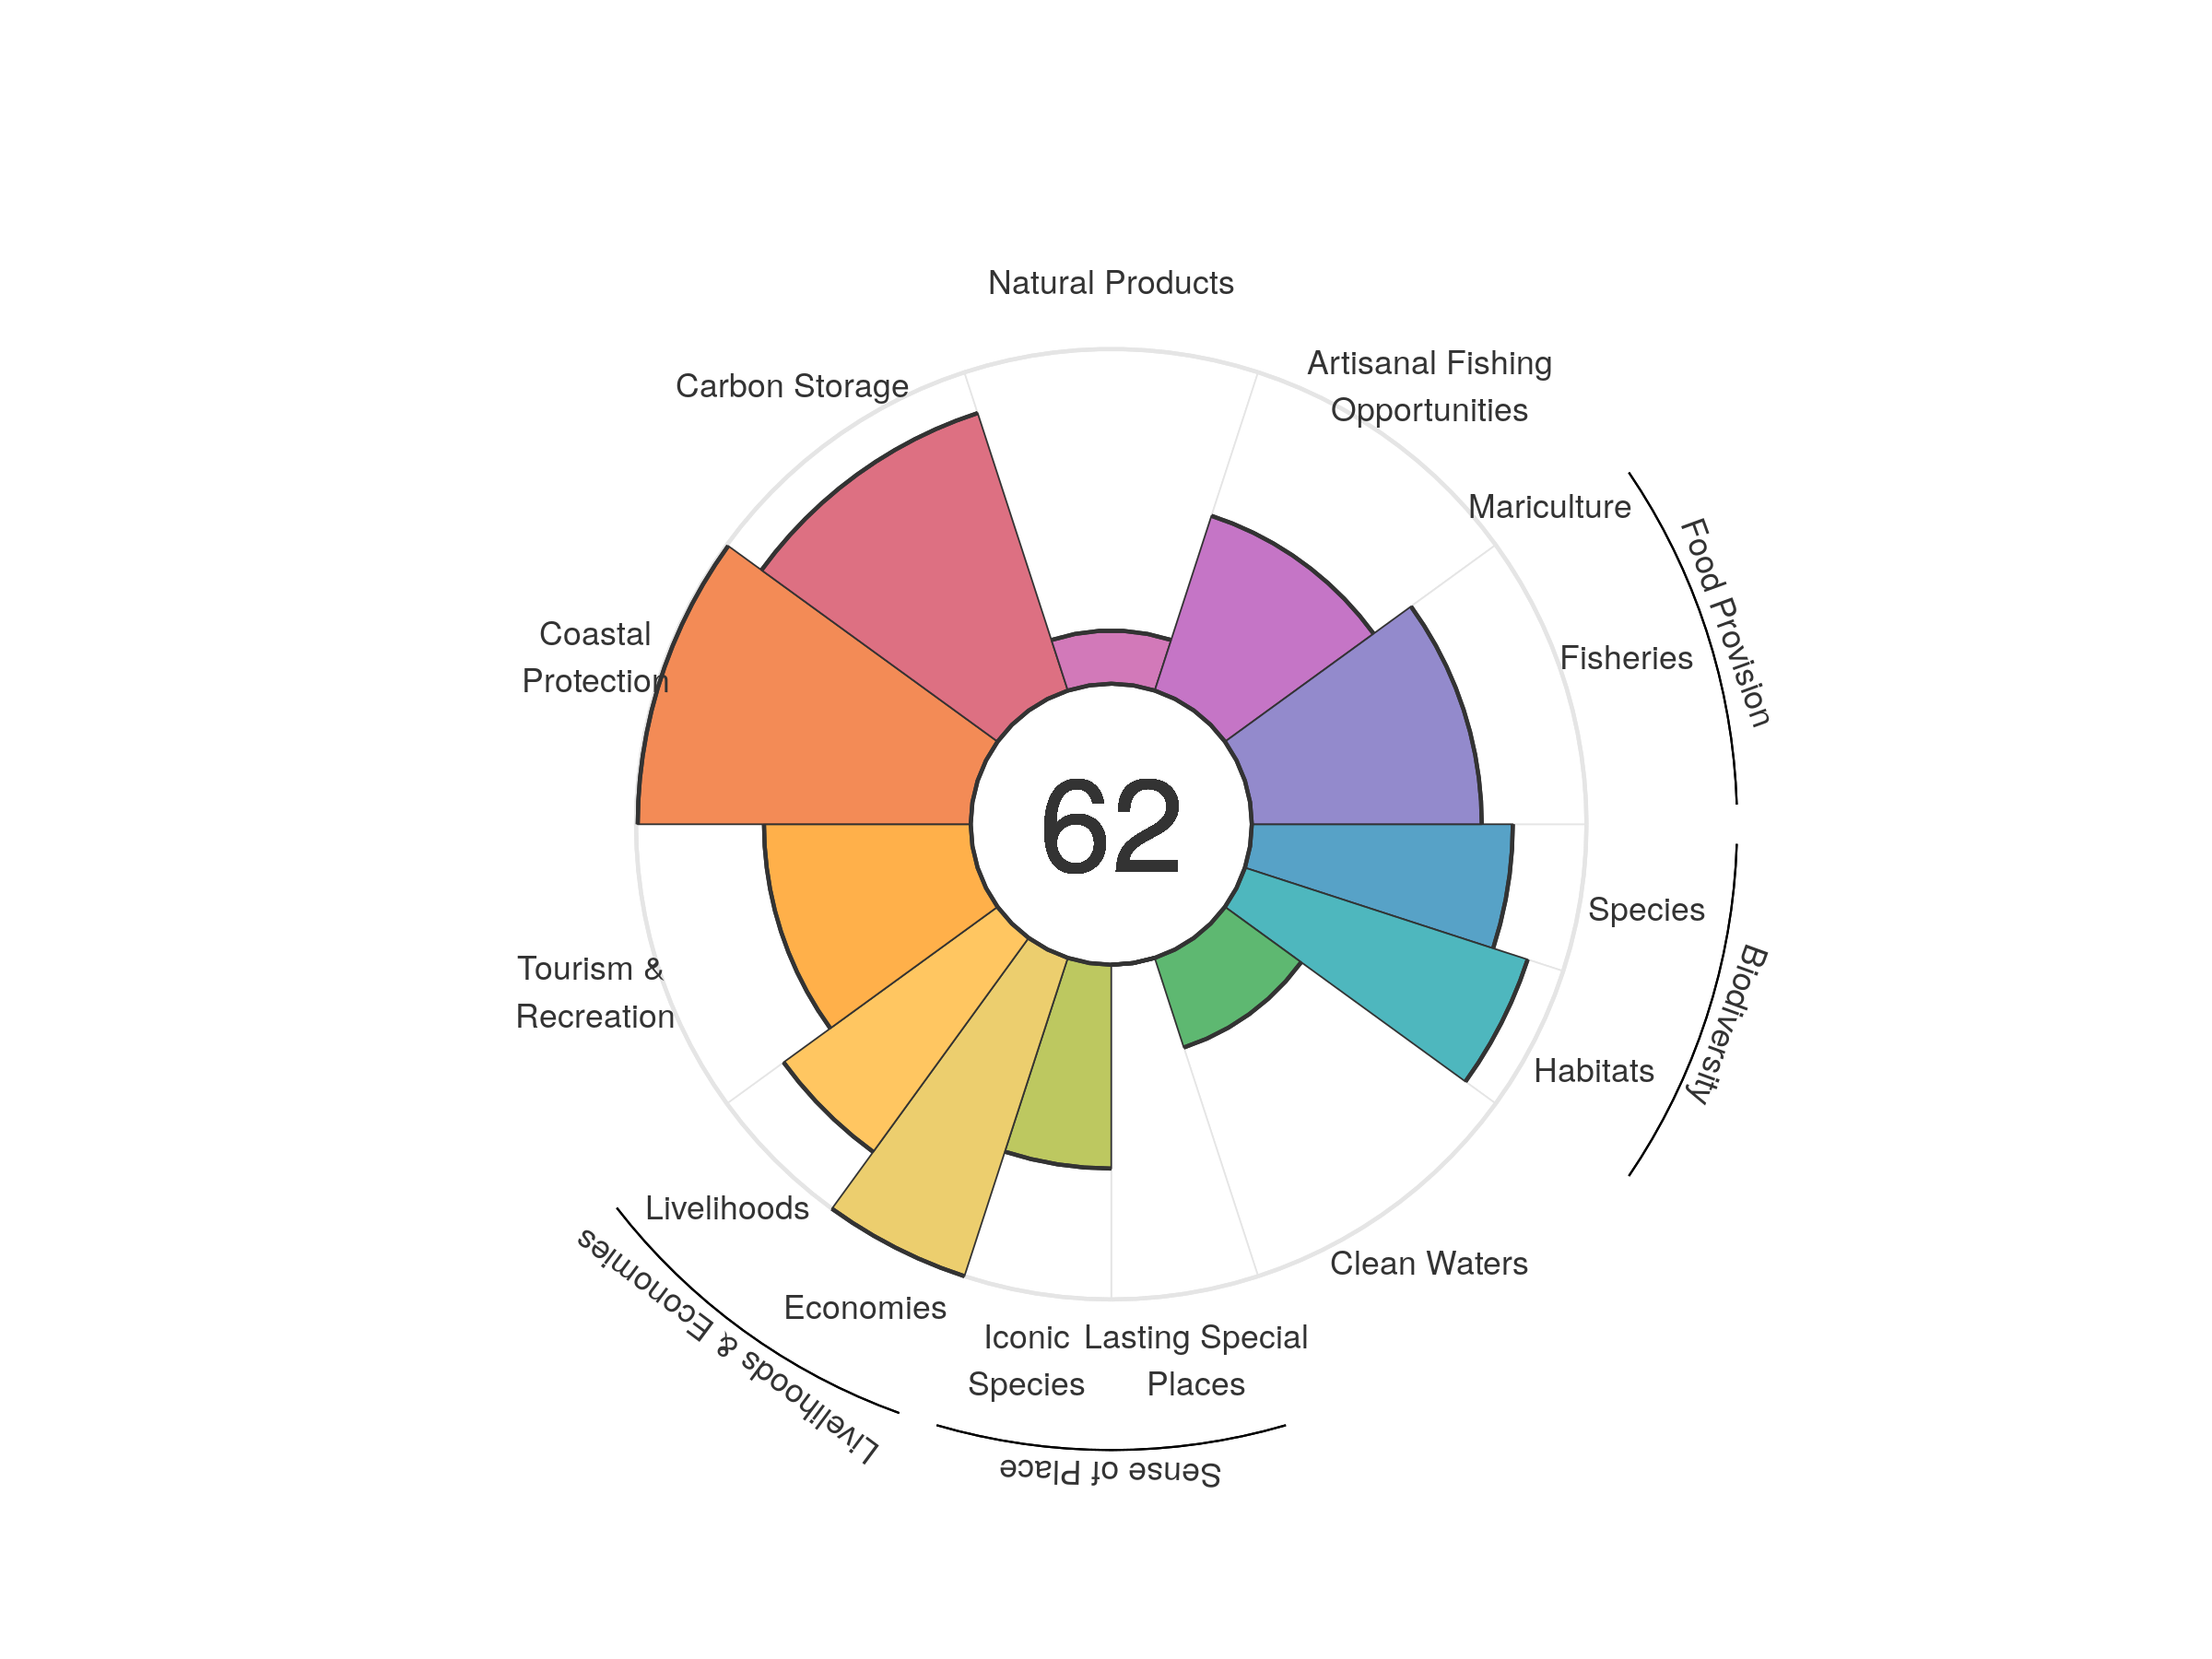 Natural Products
Carbon Storage
Artisanal Fishing
Opportunities
Mariculture
Food Provision
Fisheries
Coastal
Protection
62
Species
Biodiversity
Habitats
Tourism &
Recreation
Livelihoods
Livelihoods & Economies
Economies
Clean Waters
Iconic
Species
Lasting Special
Places
Sense of Place